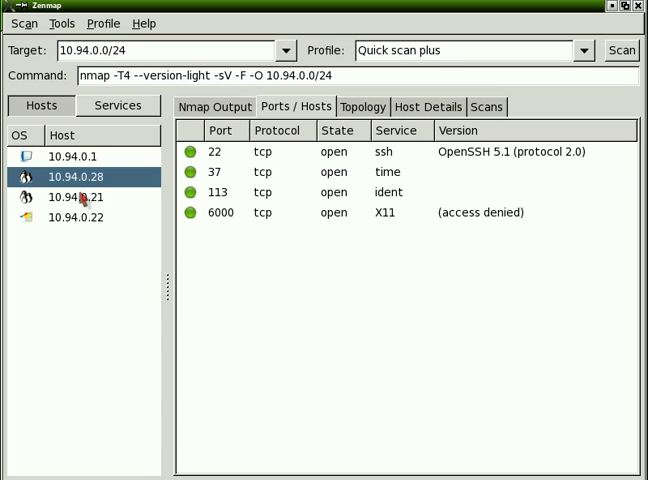 Zenmap
Scan Tools Profile Help
Target: 10.94.0.0/24 Profile: Quick scan plus Scan
Command: nmap -T4 --version-light -sV -F -O 10.94.0.0/24
Hosts Services
Nmap Output Ports / Hosts Topology Host Details Scans
OS Host
Port Protocol State Service Version
10.94.0.1
10.94.0.28
10.94.0.21
10.94.0.22
22 tcp open ssh OpenSSH 5.1 (protocol 2.0)
37 tcp open time
113 tcp open ident
6000 tcp open X11 (access denied)